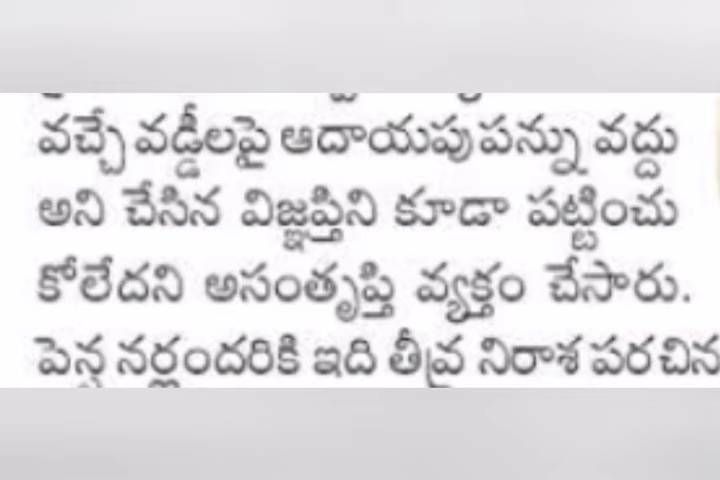 వచ్చే వడ్డీలపై ఆదాయపు పన్ను వద్దు
అని చేసిన విజ్ఞప్తిని కూడా పట్టించు
కోలేదని అసంతృప్తి వ్యక్తం చేసారు.
పెన్షనర్లందరికి ఇది తీవ్ర నిరాశ పరచిన